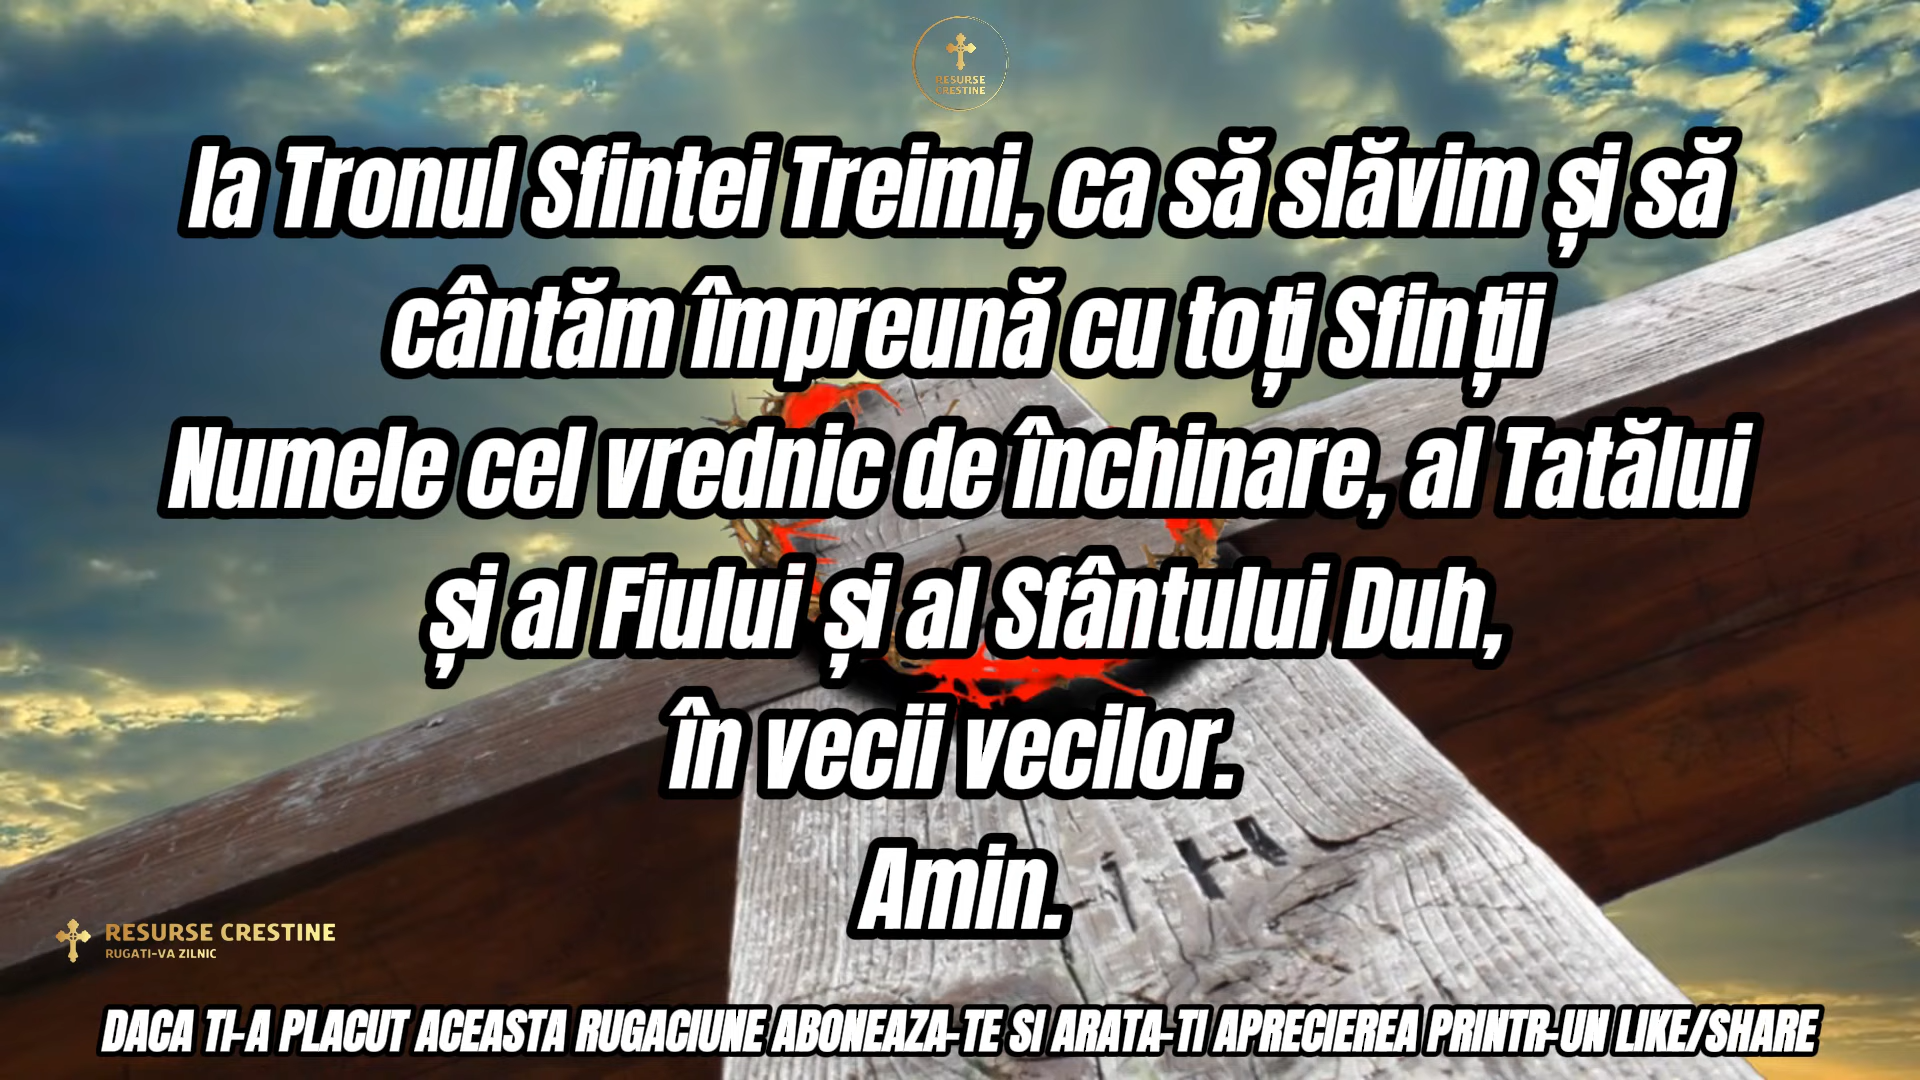 RESURSE
CRESTINE
la Tronul Sfintei Treimi, ca să slăvim și să
cântăm împreună cu toți Sfinții
Numele cel vrednic de închinare, al Tatălui
și al Fiului și al Sfântului Duh,
în vecii vecilor.
Amin.
IH
RESURSE CRESTINE
RUGATI-VA ZILNIC
DACA TI-A PLACUT ACEASTA RUGACIUNE ABONEAZA-TE SI ARATA-TI APRECIEREA PRINTR-UN LIKE/SHARE